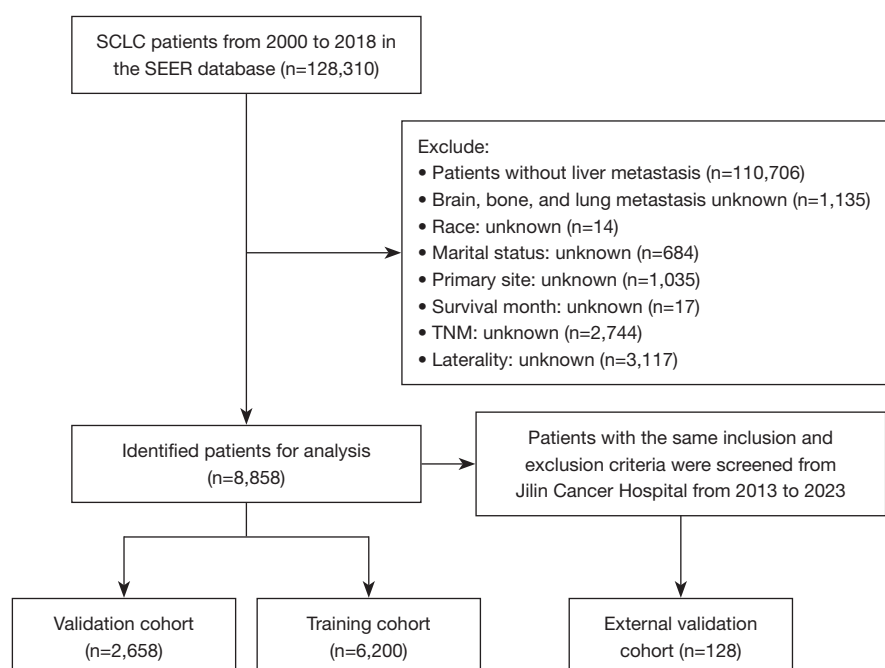 SCLC patients from 2000 to 2018 in
the SEER database (n=128,310)
Exclude:
• Patients without liver metastasis (n=110,706)
• Brain, bone, and lung metastasis unknown (n=1,135)
• Race: unknown (n=14)
• Marital status: unknown (n=684)
• Primary site: unknown (n=1,035)
• Survival month: unknown (n=17)
• TNM: unknown (n=2,744)
• Laterality: unknown (n=3,117)
Identified patients for analysis
(n=8,858)
Patients with the same inclusion and
exclusion criteria were screened from
Jilin Cancer Hospital from 2013 to 2023
Validation cohort
(n=2,658)
Training cohort
(n=6,200)
External validation
cohort (n=128)